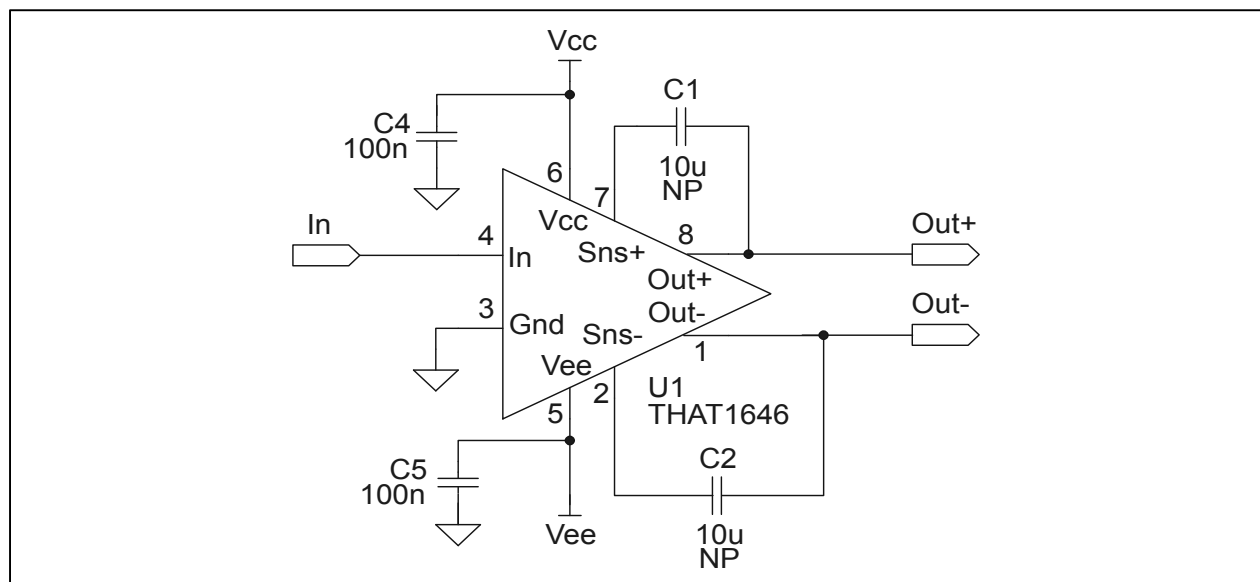 Vcc
C1
C4
100n
10u
NP
6
7
Vcc
In
4
8
Out+
Sns+
In
Out+
3
Out-
Out-
Gnd
Sns-
1
Vee
U1
2
THAT1646
5
C5
100n
C2
Vee
10u
NP